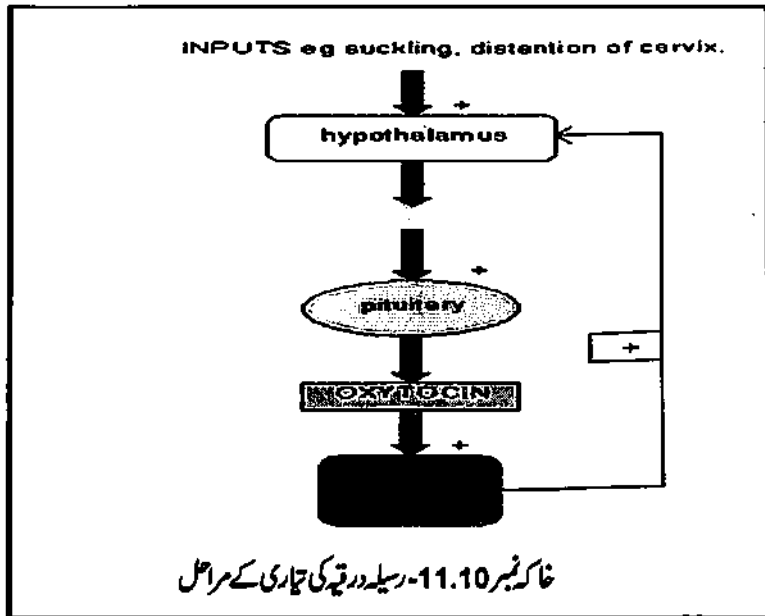 INPUTS eg suckling, distention of cervix.
+
hypothalamus
+
pituitary
+
OXYTOCIN
+
خاکہ نمبر 11.10- رسیلہ درقیہ کی تیاری کے مراحل